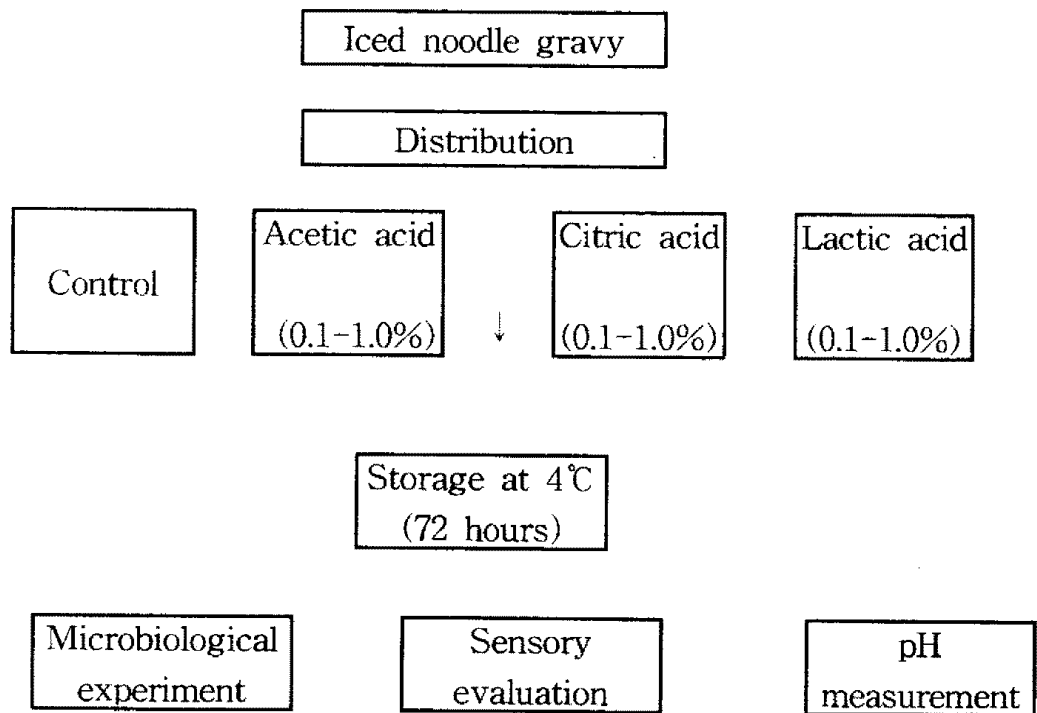 Iced noodle gravy
Distribution
Control
Acetic acid
(0.1-1.0%)
↓
Citric acid
(0.1-1.0%)
Lactic acid
(0.1-1.0%)
Storage at 4℃
(72 hours)
Microbiological
experiment
Sensory
evaluation
pH
measurement